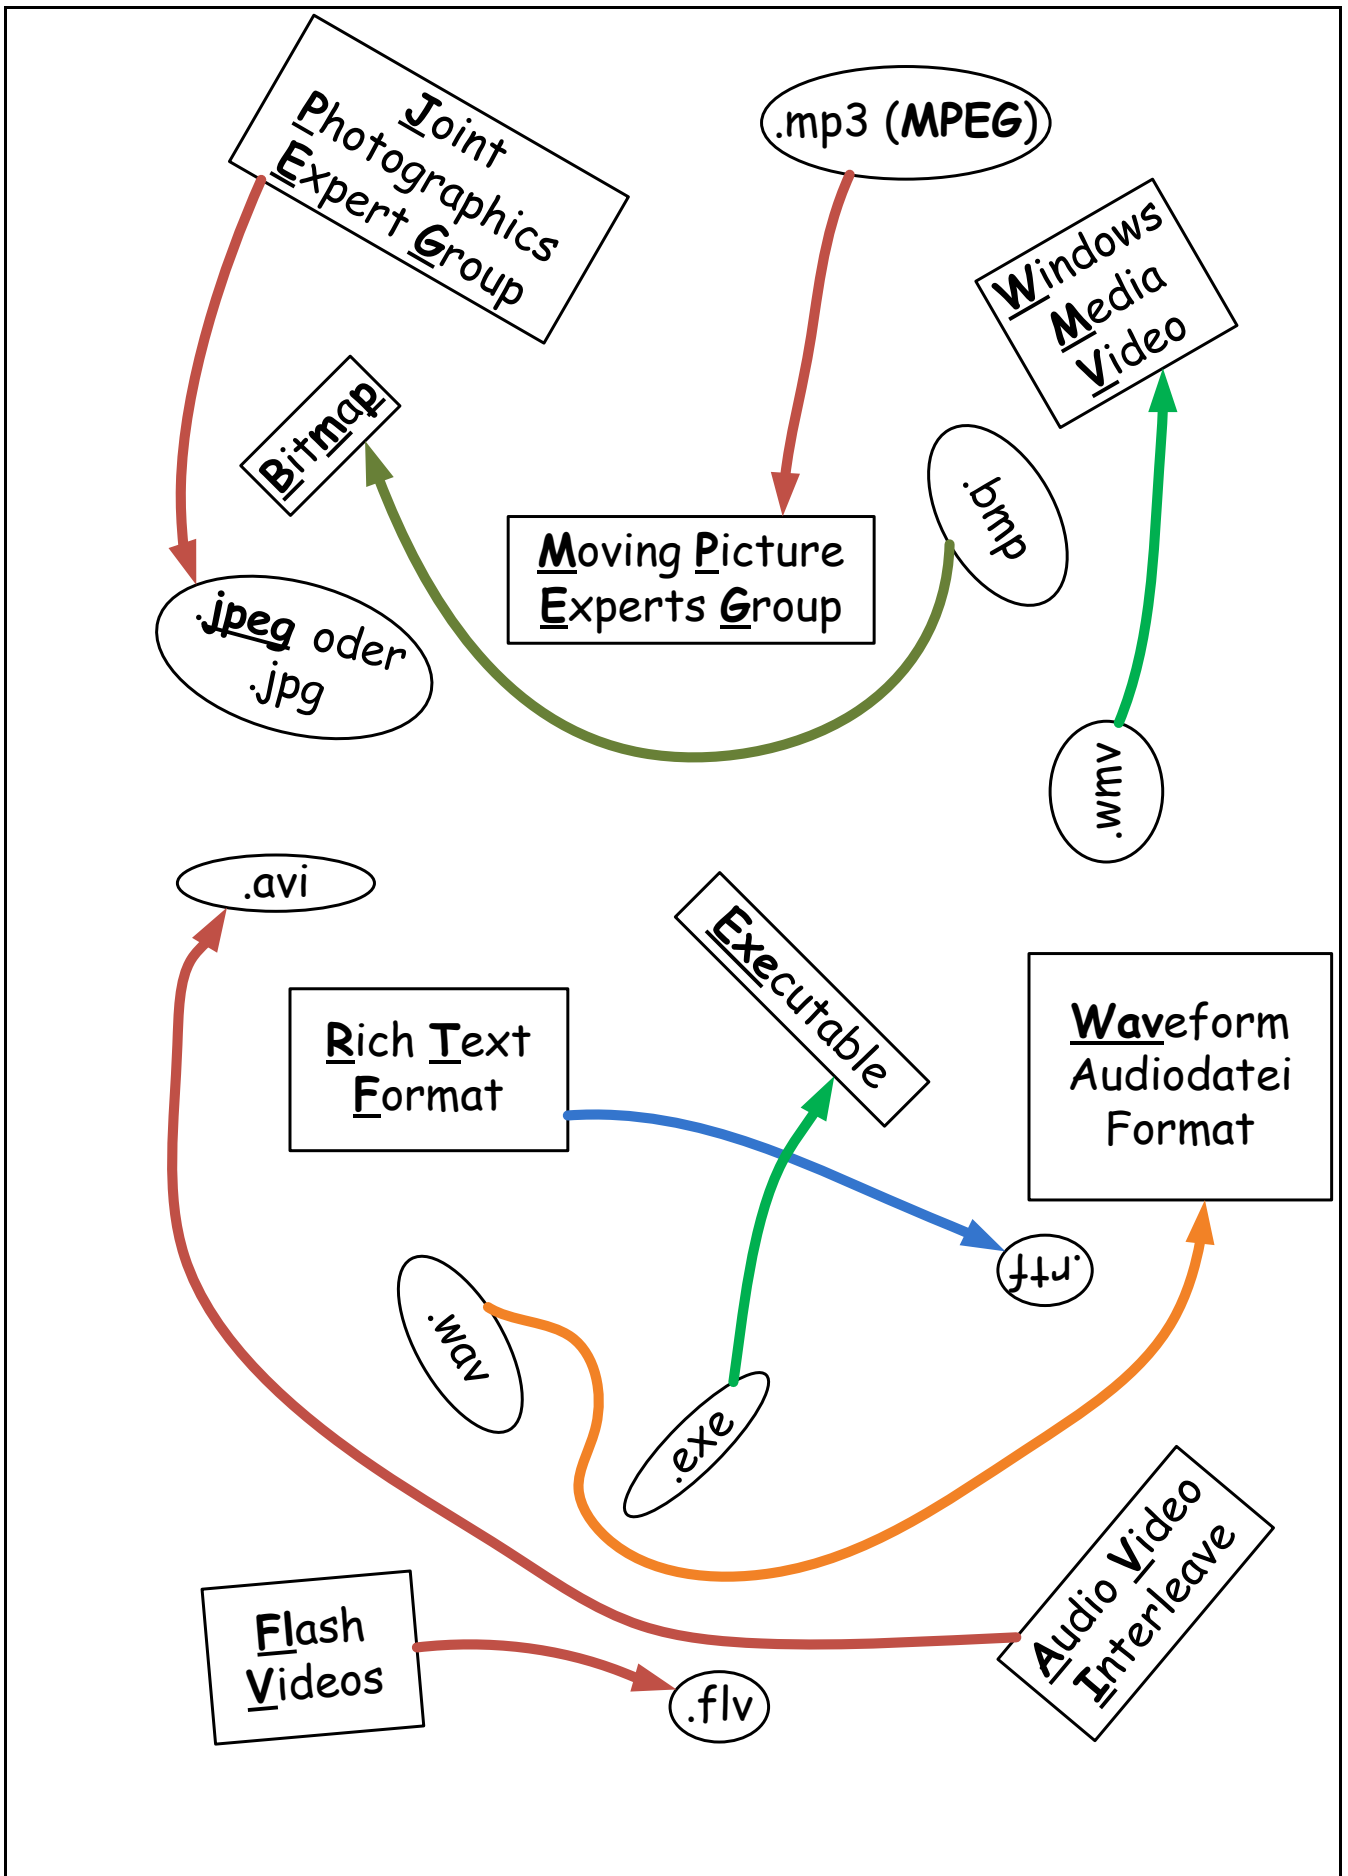 Joint
Photographics
Expert Group
.mp3 (MPEG)
Windows
Media
Video
Bitmap
.bmp
Moving Picture
Experts Group
.jpeg oder
.jpg
.wmv
.avi
Executable
Rich Text
Format
Waveform
Audiodatei
Format
.rtf
.wav
.exe
Audio Video
Interleave
Flash
Videos
.flv